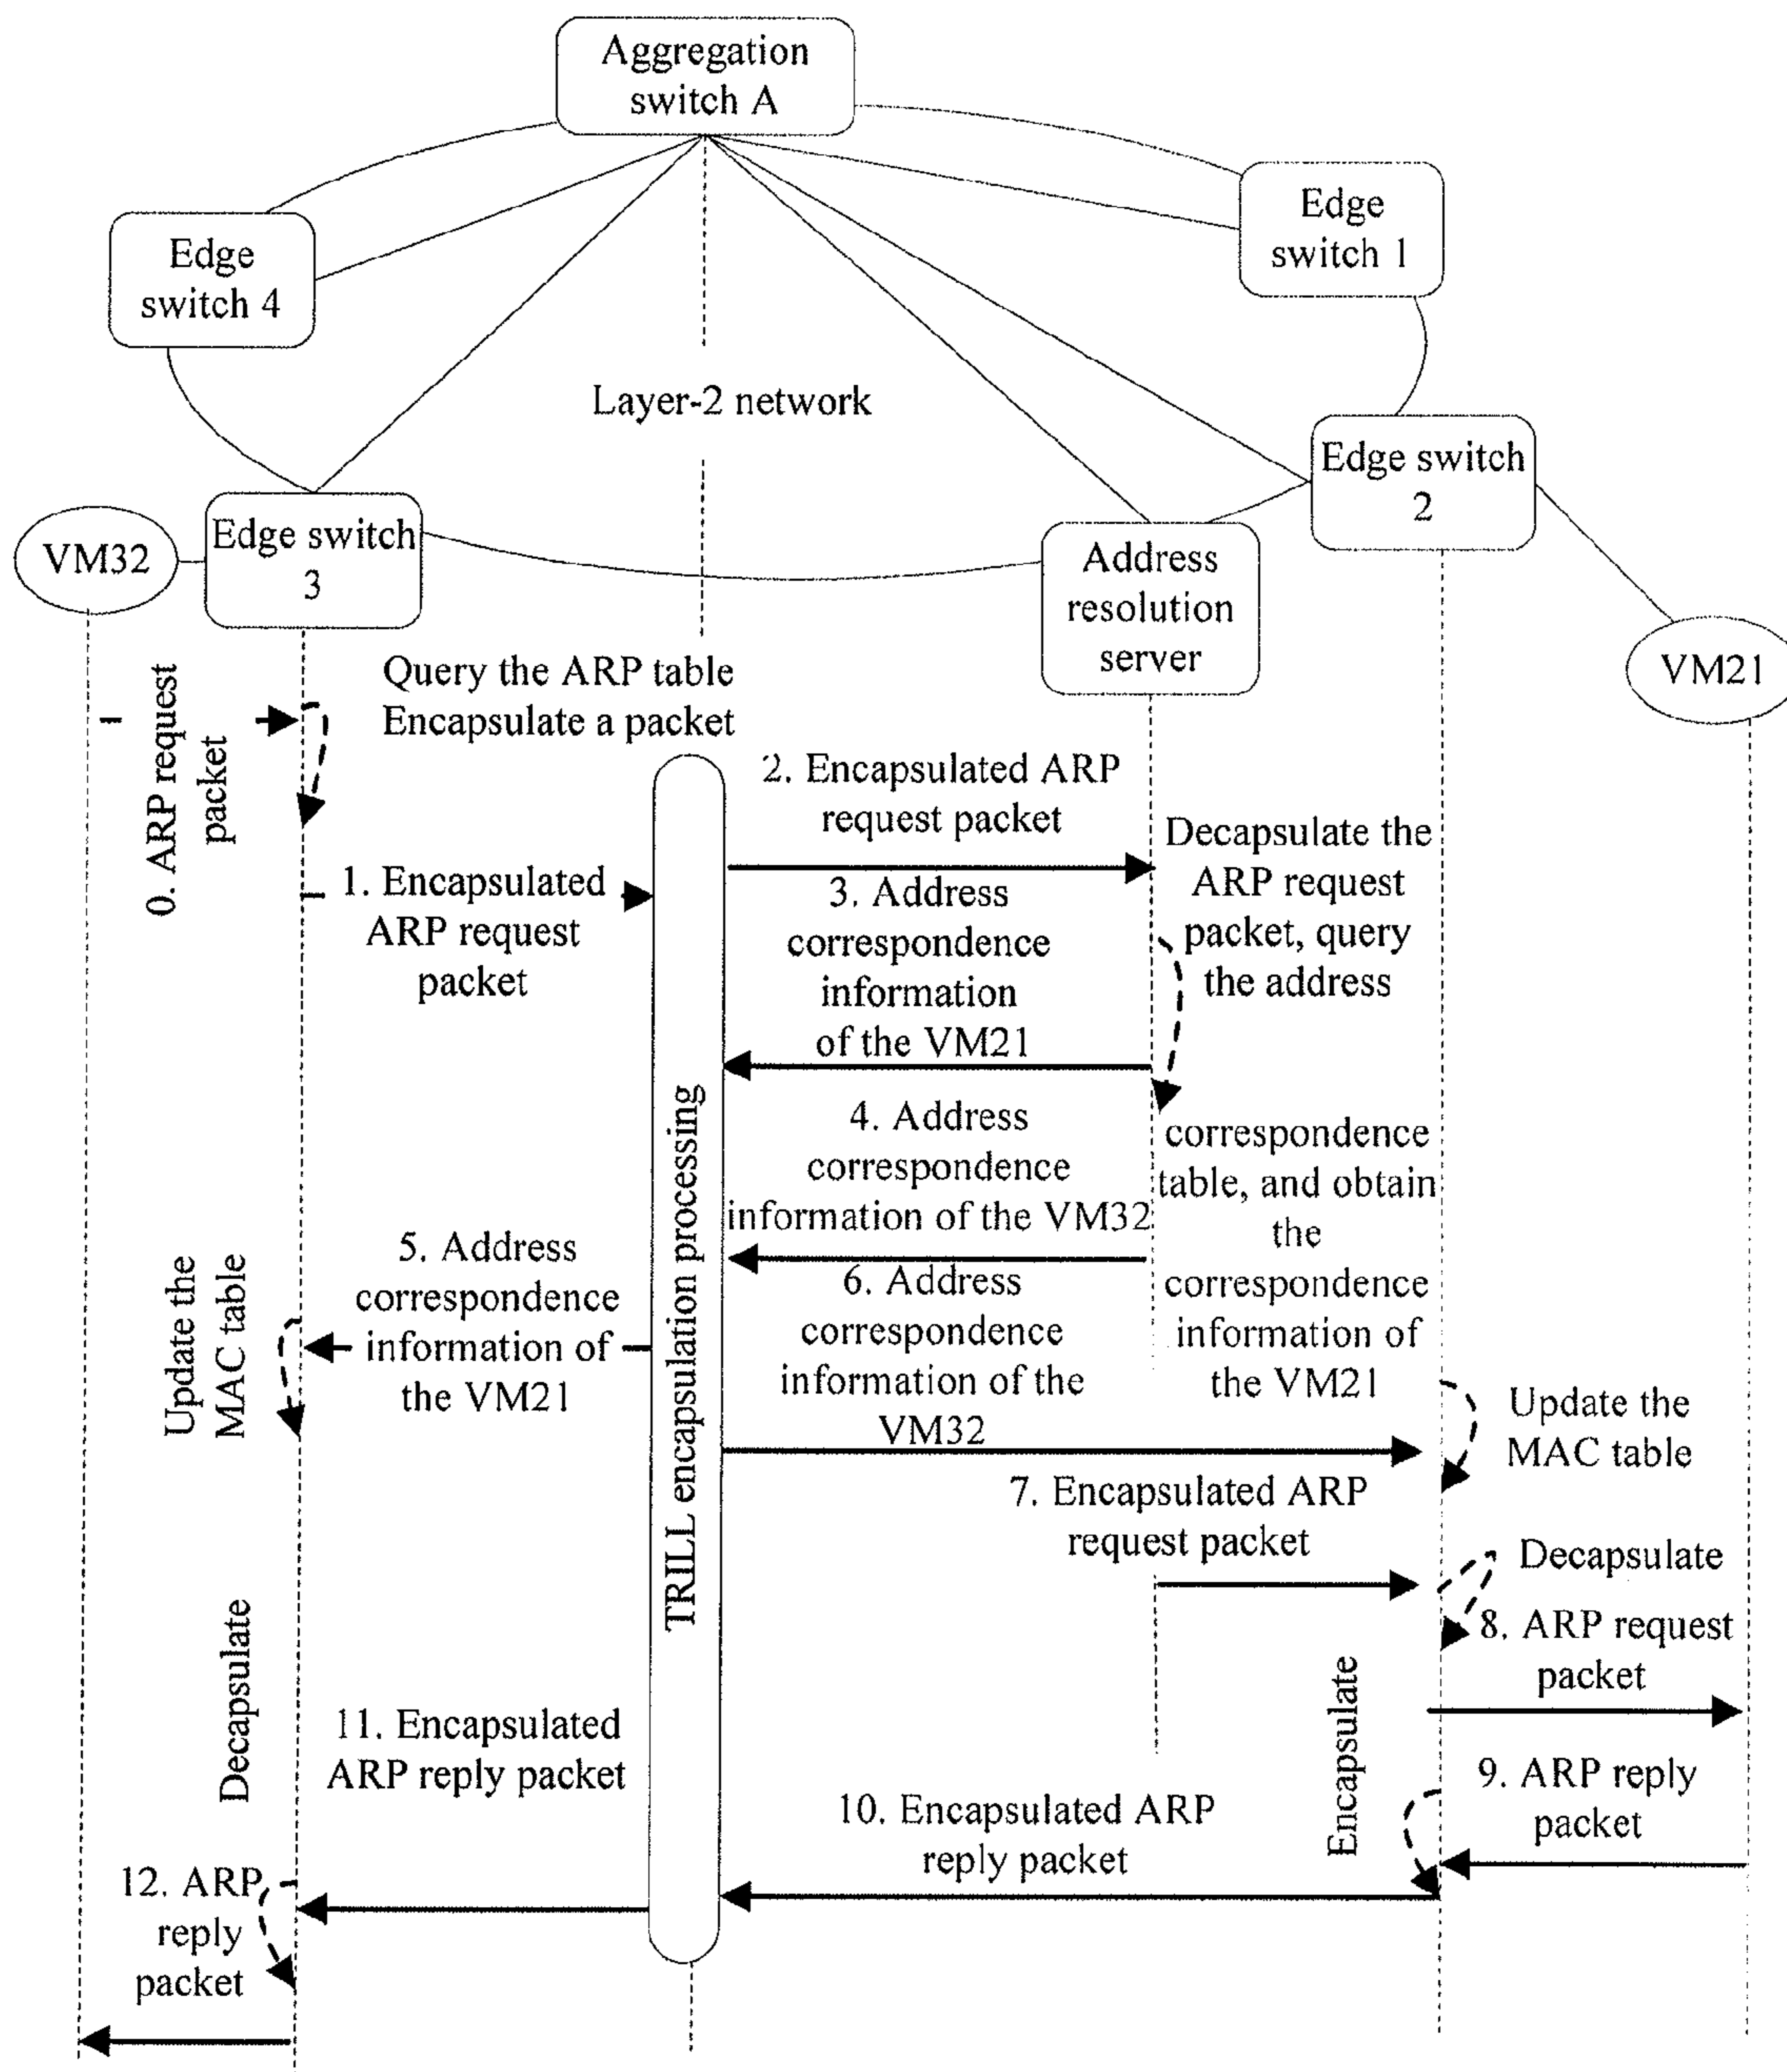 Aggregation
switch A
Edge
switch 1
Edge
switch 4
Layer-2 network
Edge switch
2
VM32
Edge switch
3
Address
resolution
server
VM21
0. ARP request
packet
Query the ARP table
Encapsulate a packet
2. Encapsulated ARP
request packet
Decapsulate the
ARP request
packet, query
the address
1. Encapsulated
ARP request
packet
3. Address
correspondence
information
of the VM21
4. Address
correspondence
information of the VM32
correspondence
table, and obtain
the
correspondence
information of
the VM21
TRILL encapsulation processing
Update the
MAC table
5. Address
correspondence
information of
the VM21
6. Address
correspondence
information of the
VM32
Update the
MAC table
7. Encapsulated ARP
request packet
Decapsulate
8. ARP request
packet
Decapsulate
11. Encapsulated
ARP reply packet
Encapsulate
9. ARP reply
packet
10. Encapsulated ARP
reply packet
12. ARP
reply
packet